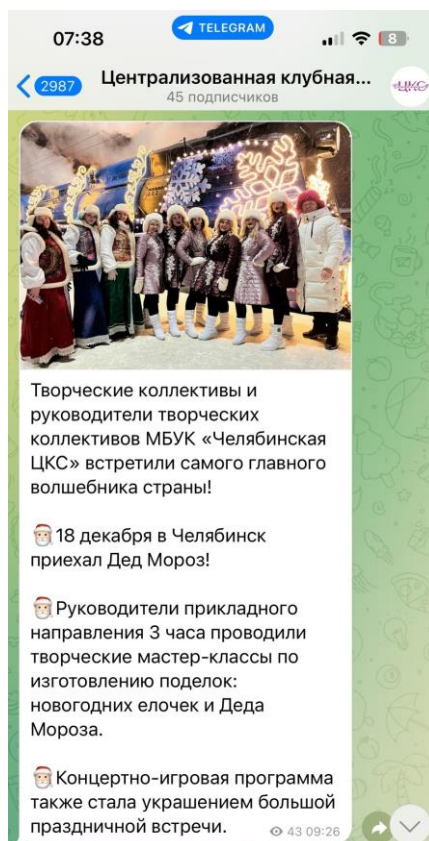 07:38
TELEGRAM
8
2987
Централизованная клубная...
45 подписчиков
ЦКС
Творческие коллективы и
руководители творческих
коллективов МБУК «Челябинская
ЦКС» встретили самого главного
волшебника страны!
🎅🏻18 декабря в Челябинск
приехал Дед Мороз!
🎅🏻Руководители прикладного
направления 3 часа проводили
творческие мастер-классы по
изготовлению поделок:
новогодних елочек и Деда
Мороза.
🎅🏻Концертно-игровая программа
также стала украшением большой
праздничной встречи.
43 09:26